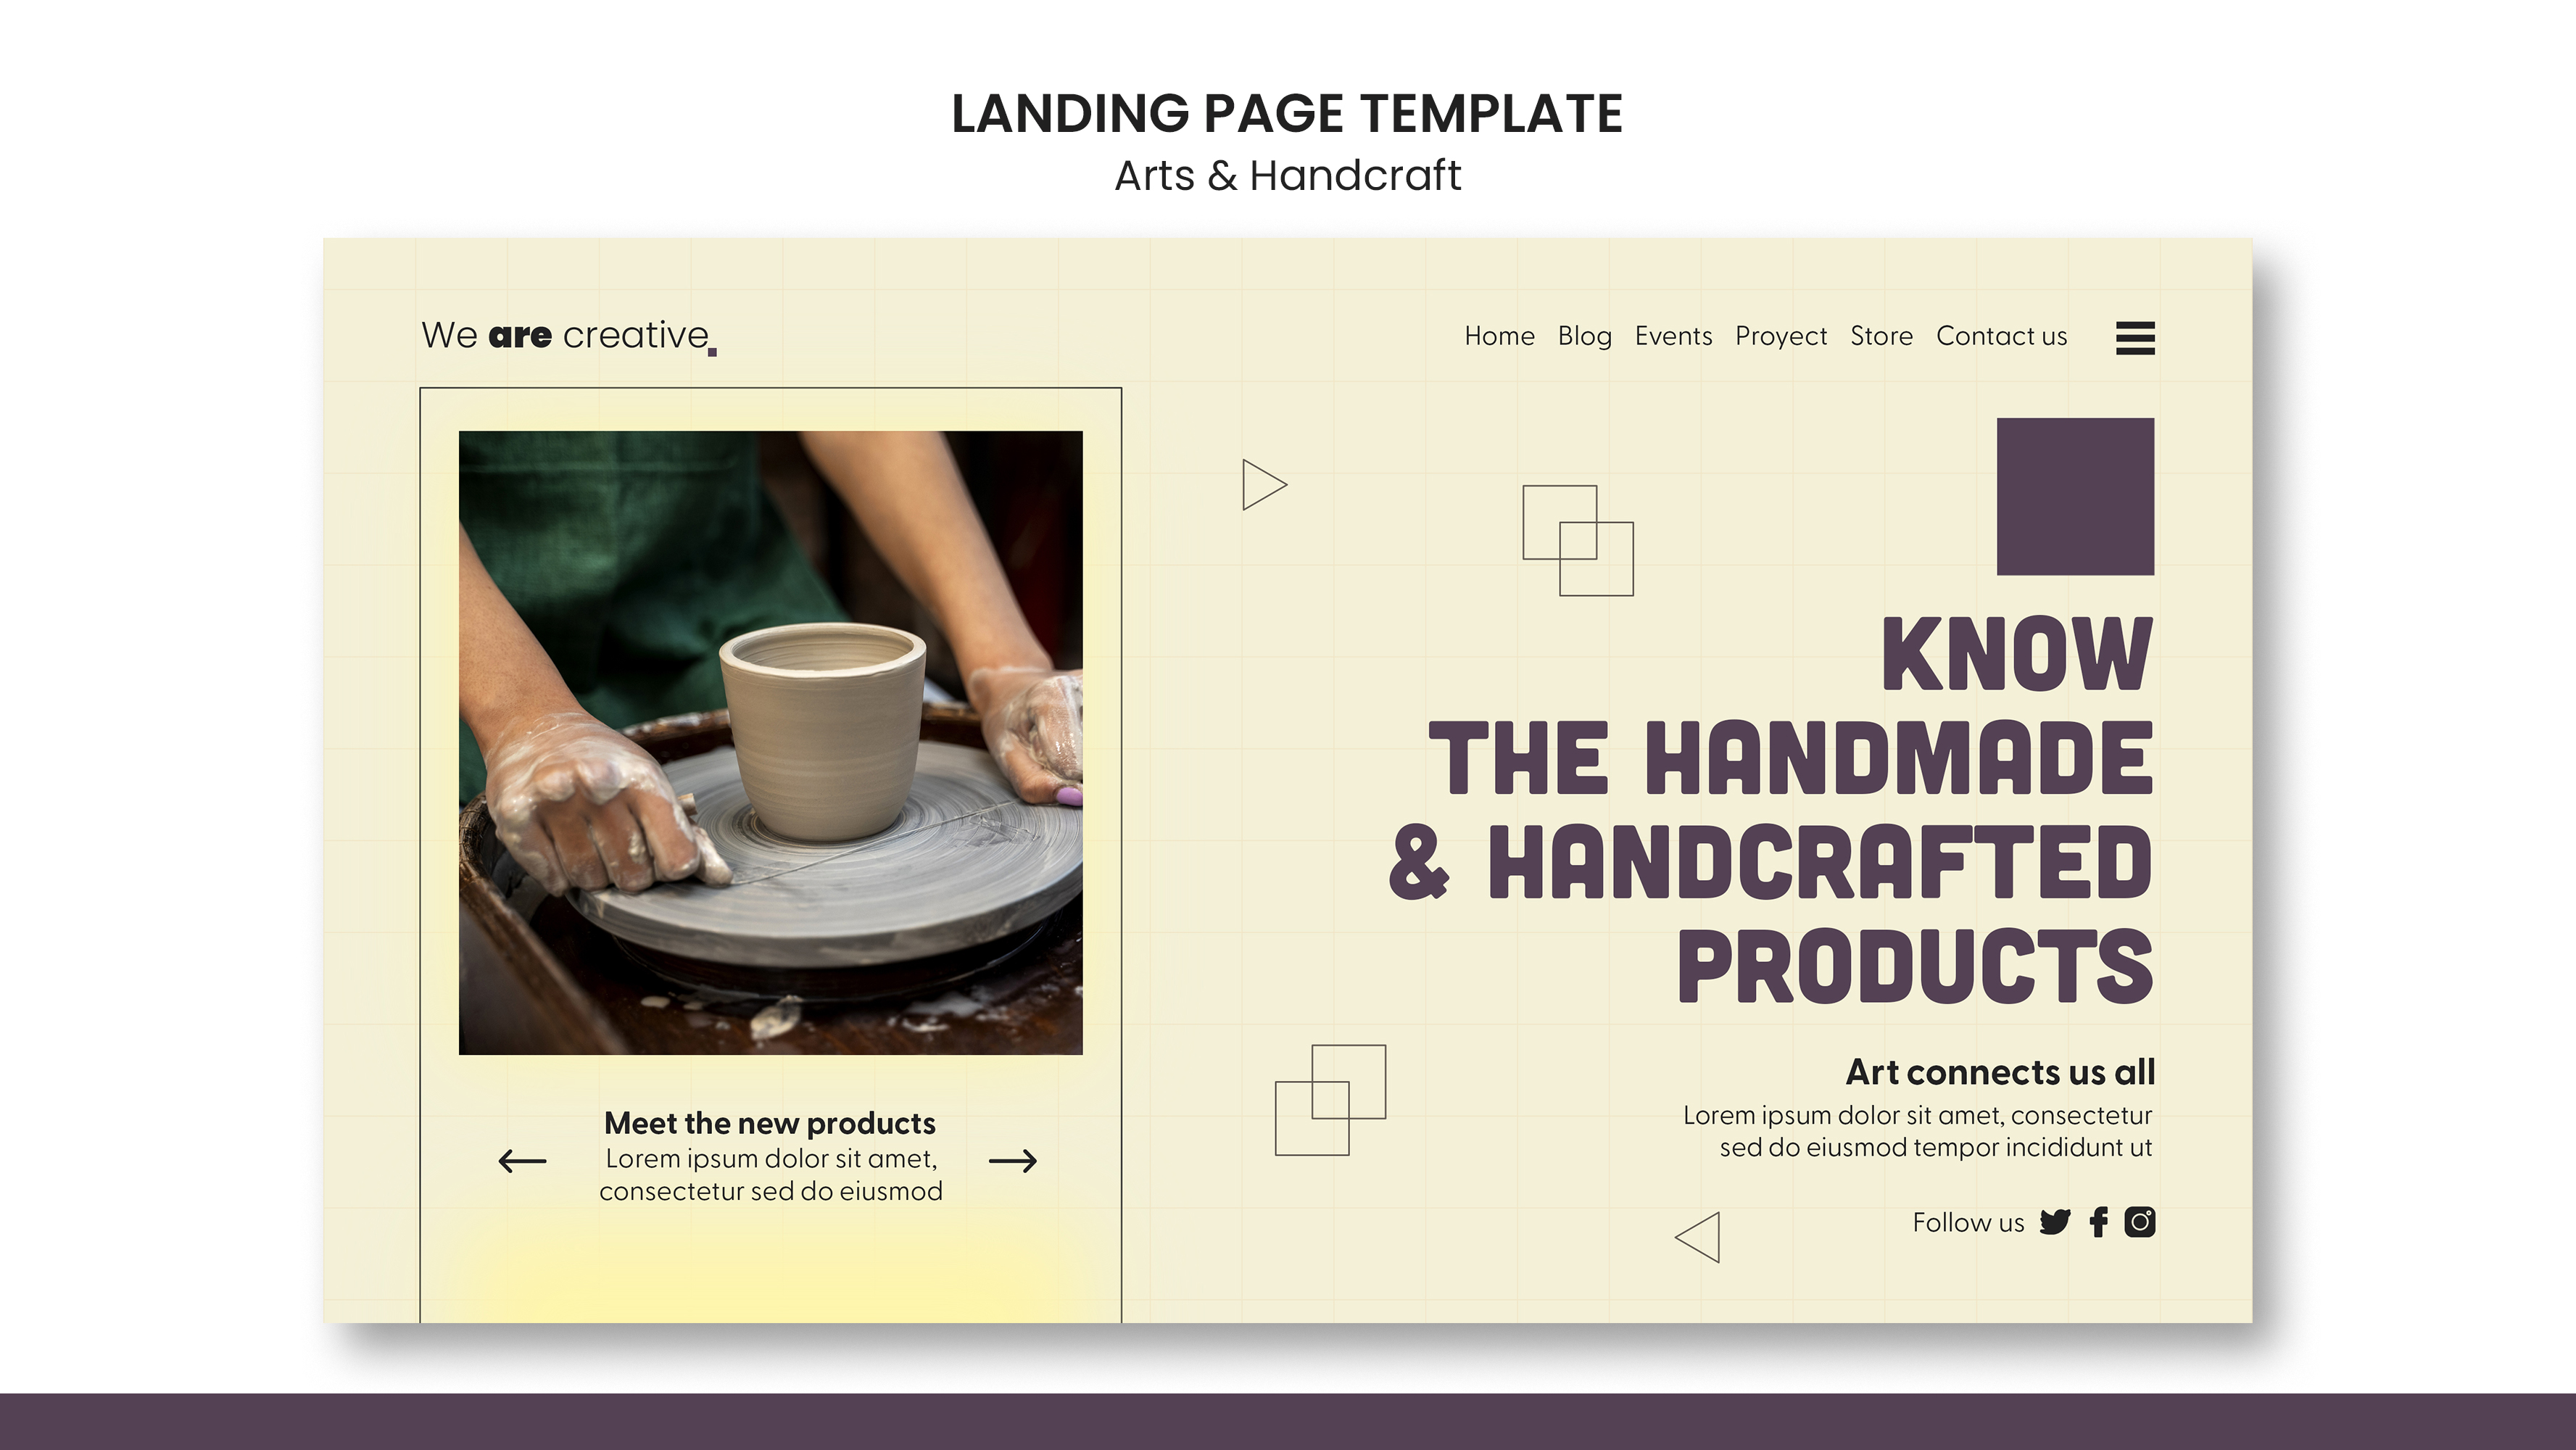 LANDING PAGE TEMPLATE
Arts & Handcraft
We are creative.
Home Blog Events Proyect Store Contact us
KNOW
THE HANDMADE
& HANDCRAFTED
PRODUCTS
Art connects us all
Lorem ipsum dolor sit amet, consectetur
sed do eiusmod tempor incididunt ut
Follow us
Meet the new products
Lorem ipsum dolor sit amet,
consectetur sed do eiusmod